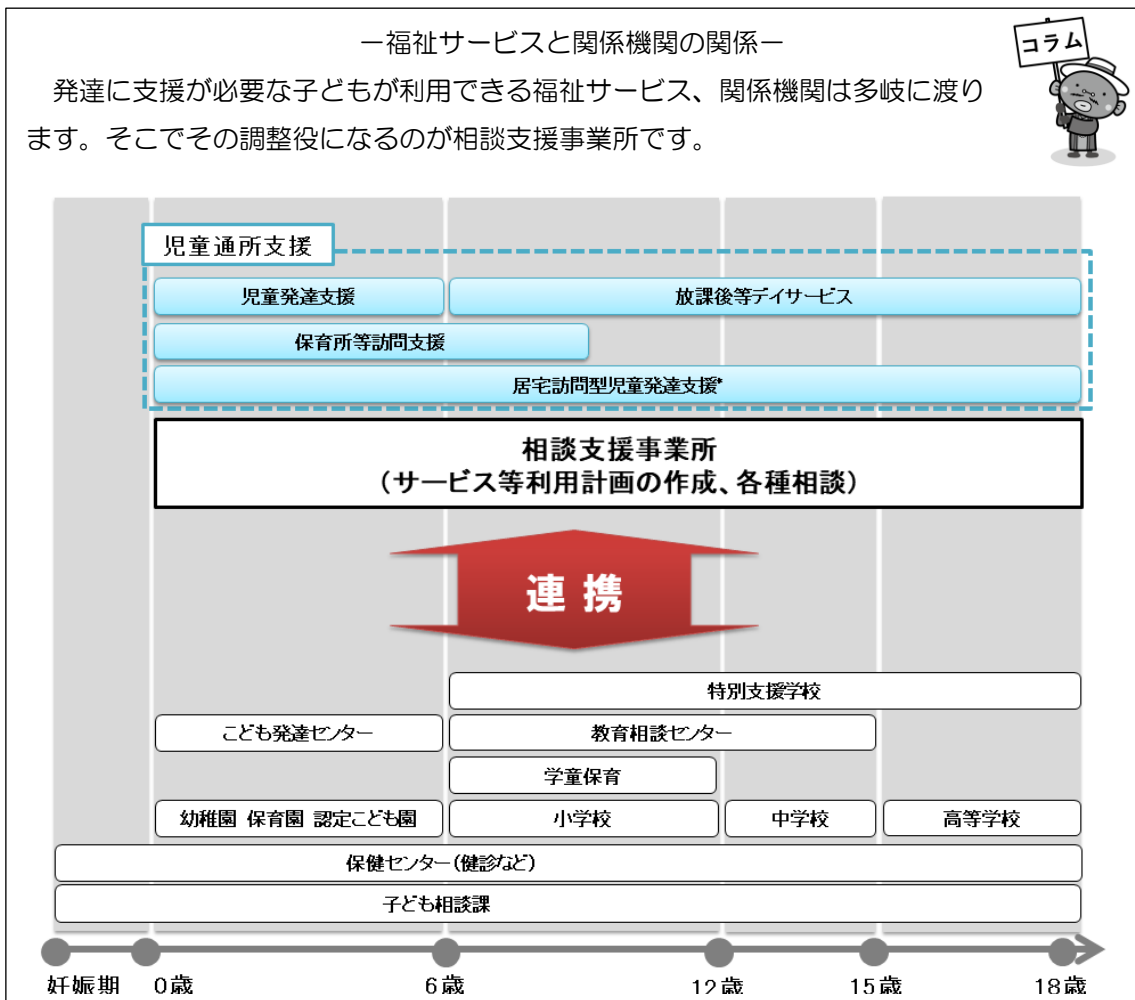 －福祉サービスと関係機関の関係－
コラム
発達に支援が必要な子どもが利用できる福祉サービス、関係機関は多岐に渡り
ます。そこでその調整役になるのが相談支援事業所です。
児童通所支援
児童発達支援 放課後等デイサービス
保育所等訪問支援
居宅訪問型児童発達支援*
相談支援事業所
（サービス等利用計画の作成、各種相談）
連携
特別支援学校
こども発達センター 教育相談センター
学童保育
幼稚園 保育園 認定こども園 小学校 中学校 高等学校
保健センター（健診など）
子ども相談課
妊娠期 0歳 6歳 12歳 15歳 18歳